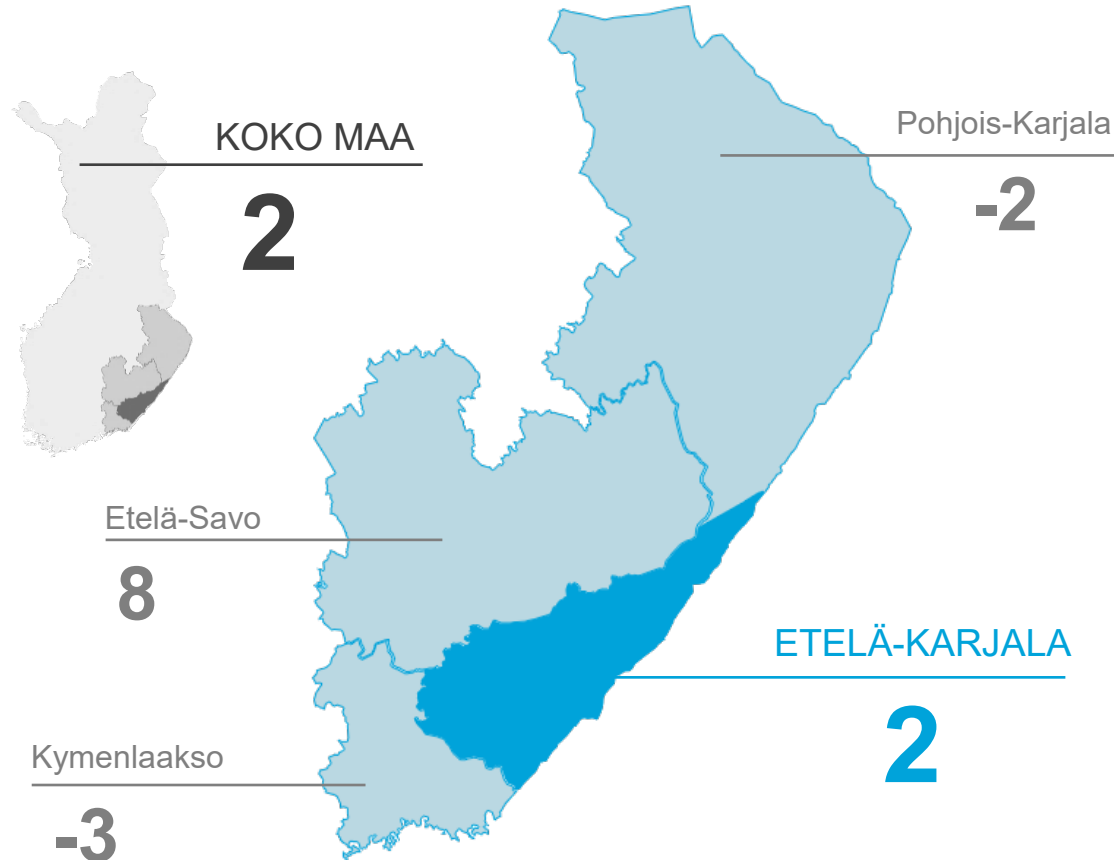 KOKO MAA
2
Pohjois-Karjala
-2
Etelä-Savo
8
ETELÄ-KARJALA
2
Kymenlaakso
-3